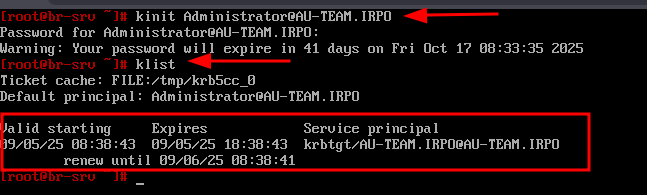 [root@br-srv ~]# kinit Administrator@AU-TEAM.IRPO
Password for Administrator@AU-TEAM.IRPO:
Warning: Your password will expire in 41 days on Fri Oct 17 08:33:35 2025
[root@br-srv ~]# klist
Ticket cache: FILE:/tmp/krb5cc_0
Default principal: Administrator@AU-TEAM.IRPO
Valid starting Expires Service principal
09/05/25 08:38:43 09/05/25 18:38:43 krbtgt/AU-TEAM.IRPO@AU-TEAM.IRPO
renew until 09/06/25 08:38:41
[root@br-srv ~]# _